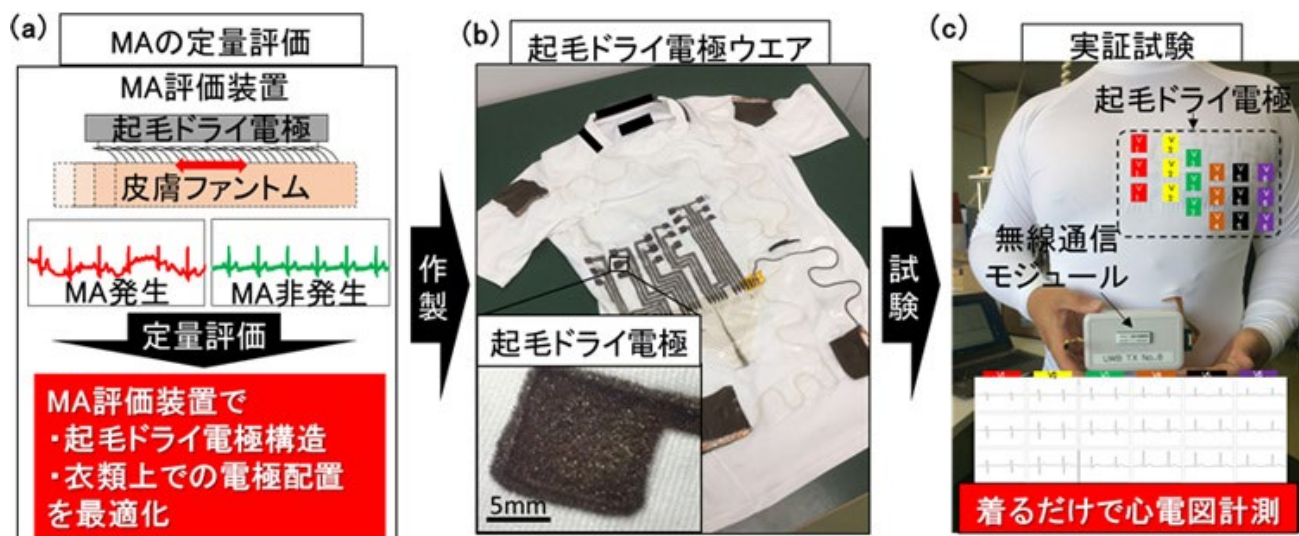 (a)
MAの定量評価
MA評価装置
起毛ドライ電極
皮膚ファントム
MA発生
MA非発生
定量評価
MA評価装置で
・起毛ドライ電極構造
・衣類上での電極配置
を最適化
作製
(b)
起毛ドライ電極ウエア
起毛ドライ電極
5mm
試験
(c)
実証試験
起毛ドライ電極
無線通信
モジュール
UWB TX No.8
着るだけで心電図計測